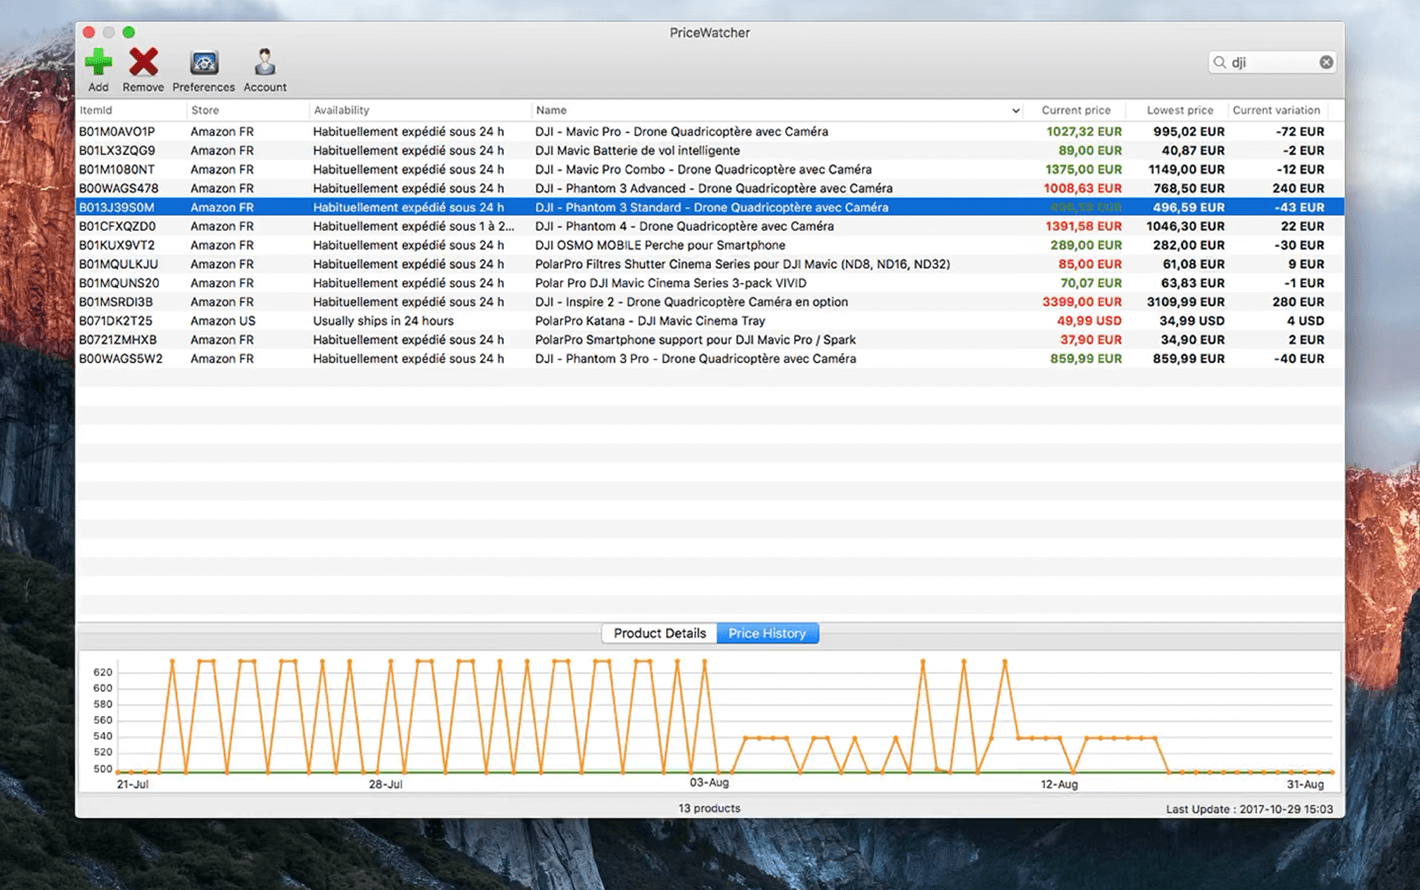 PriceWatcher
Add Remove Preferences Account
dji
ItemId Store Availability Name Current price Lowest price Current variation
B01M0AVO1P Amazon FR Habituellement expédié sous 24 h DJI - Mavic Pro - Drone Quadricoptère avec Caméra 1027,32 EUR 995,02 EUR -72 EUR
B01LX3ZQG9 Amazon FR Habituellement expédié sous 24 h DJI Mavic Batterie de vol intelligente 89,00 EUR 40,87 EUR -2 EUR
B01M1080NT Amazon FR Habituellement expédié sous 24 h DJI - Mavic Pro Combo - Drone Quadricoptère avec Caméra 1375,00 EUR 1149,00 EUR -12 EUR
B00WAGS478 Amazon FR Habituellement expédié sous 24 h DJI - Phantom 3 Advanced - Drone Quadricoptère avec Caméra 1008,63 EUR 768,50 EUR 240 EUR
B013J39S0M Amazon FR Habituellement expédié sous 24 h DJI - Phantom 3 Standard - Drone Quadricoptère avec Caméra 496,59 EUR 496,59 EUR -43 EUR
B01CFXQZD0 Amazon FR Habituellement expédié sous 1 à 2... DJI - Phantom 4 - Drone Quadricoptère avec Caméra 1391,58 EUR 1046,30 EUR 22 EUR
B01KUX9VT2 Amazon FR Habituellement expédié sous 24 h DJI OSMO MOBILE Perche pour Smartphone 289,00 EUR 282,00 EUR -30 EUR
B01MQULKJU Amazon FR Habituellement expédié sous 24 h PolarPro Filtres Shutter Cinema Series pour DJI Mavic (ND8, ND16, ND32) 85,00 EUR 61,08 EUR 9 EUR
B01MQUNS20 Amazon FR Habituellement expédié sous 24 h Polar Pro DJI Mavic Cinema Series 3-pack VIVID 70,07 EUR 63,83 EUR -1 EUR
B01MSRDI3B Amazon FR Habituellement expédié sous 24 h DJI - Inspire 2 - Drone Quadricoptère Caméra en option 3399,00 EUR 3109,99 EUR 280 EUR
B071DK2T25 Amazon US Usually ships in 24 hours PolarPro Katana - DJI Mavic Cinema Tray 49,99 USD 34,99 USD 4 USD
B0721ZMHXB Amazon FR Habituellement expédié sous 24 h PolarPro Smartphone support pour DJI Mavic Pro / Spark 37,90 EUR 34,90 EUR 2 EUR
B00WAGS5W2 Amazon FR Habituellement expédié sous 24 h DJI - Phantom 3 Pro - Drone Quadricoptère avec Caméra 859,99 EUR 859,99 EUR -40 EUR
Product Details Price History
620
600
580
560
540
520
500
21-Jul 28-Jul 03-Aug 12-Aug 31-Aug
13 products
Last Update : 2017-10-29 15:03